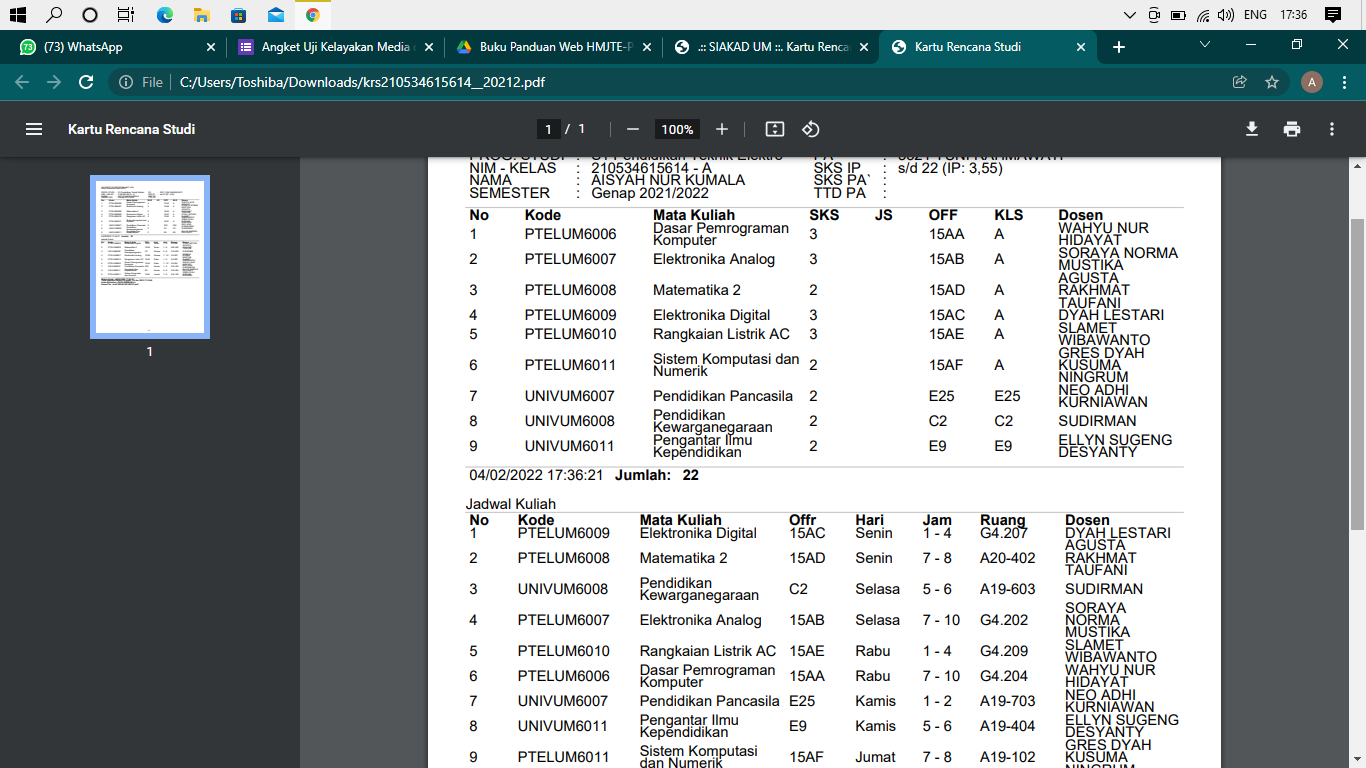 ENG 17:36
(73) WhatsApp
Angket Uji Kelayakan Media
Buku Panduan Web HMJTE-P
.:: SIAKAD UM ::. Kartu Renca
Kartu Rencana Studi
File C:/Users/Toshiba/Downloads/krs210534615614__20212.pdf
A
Kartu Rencana Studi
1 / 1
100%
1
NIM - KELAS : 210534615614 - A SKS IP : s/d 22 (IP: 3,55)
NAMA : AISYAH NUR KUMALA SKS PA` :
SEMESTER : Genap 2021/2022 TTD PA :
No Kode Mata Kuliah SKS JS OFF KLS Dosen
1 PTELUM6006 Dasar Pemrograman Komputer 3 15AA A WAHYU NUR HIDAYAT
2 PTELUM6007 Elektronika Analog 3 15AB A SORAYA NORMA MUSTIKA
3 PTELUM6008 Matematika 2 2 15AD A AGUSTA RAKHMAT TAUFANI
4 PTELUM6009 Elektronika Digital 3 15AC A DYAH LESTARI
5 PTELUM6010 Rangkaian Listrik AC 3 15AE A SLAMET WIBAWANTO
6 PTELUM6011 Sistem Komputasi dan Numerik 2 15AF A GRES DYAH KUSUMA NINGRUM
7 UNIVUM6007 Pendidikan Pancasila 2 E25 E25 NEO ADHI KURNIAWAN
8 UNIVUM6008 Pendidikan Kewarganegaraan 2 C2 C2 SUDIRMAN
9 UNIVUM6011 Pengantar Ilmu Kependidikan 2 E9 E9 ELLYN SUGENG DESYANTY
04/02/2022 17:36:21 Jumlah: 22
Jadwal Kuliah
No Kode Mata Kuliah Offr Hari Jam Ruang Dosen
1 PTELUM6009 Elektronika Digital 15AC Senin 1 - 4 G4.207 DYAH LESTARI
2 PTELUM6008 Matematika 2 15AD Senin 7 - 8 A20-402 AGUSTA RAKHMAT TAUFANI
3 UNIVUM6008 Pendidikan Kewarganegaraan C2 Selasa 5 - 6 A19-603 SUDIRMAN
4 PTELUM6007 Elektronika Analog 15AB Selasa 7 - 10 G4.202 SORAYA NORMA MUSTIKA
5 PTELUM6010 Rangkaian Listrik AC 15AE Rabu 1 - 4 G4.209 SLAMET WIBAWANTO
6 PTELUM6006 Dasar Pemrograman Komputer 15AA Rabu 7 - 10 G4.204 WAHYU NUR HIDAYAT
7 UNIVUM6007 Pendidikan Pancasila E25 Kamis 1 - 2 A19-703 NEO ADHI KURNIAWAN
8 UNIVUM6011 Pengantar Ilmu Kependidikan E9 Kamis 5 - 6 A19-404 ELLYN SUGENG DESYANTY
9 PTELUM6011 Sistem Komputasi dan Numerik 15AF Jumat 7 - 8 A19-102 GRES DYAH KUSUMA